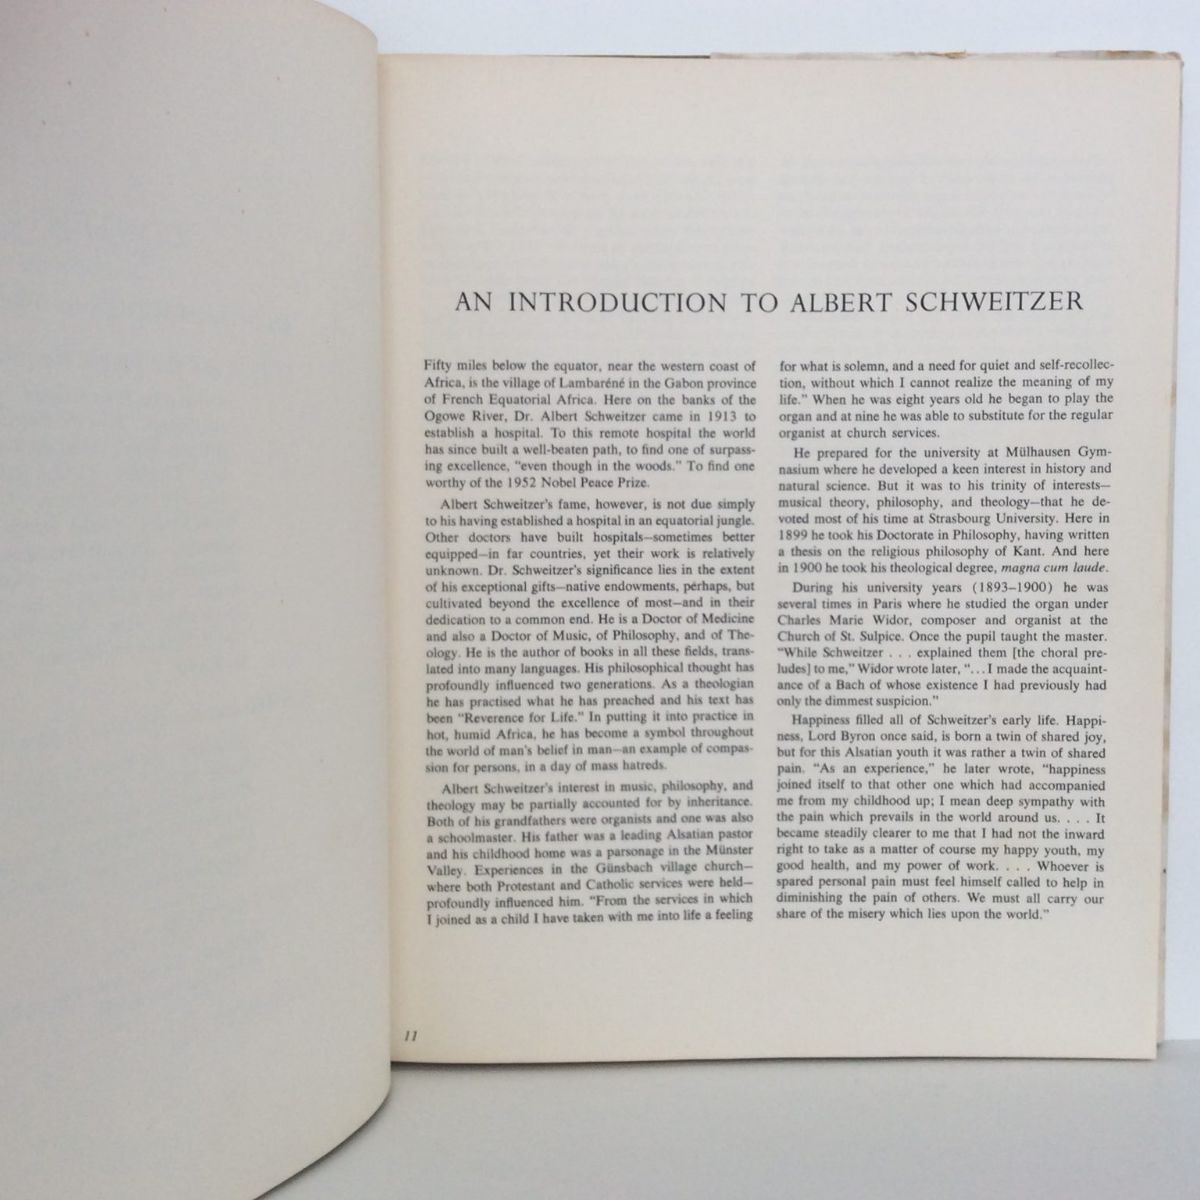 AN INTRODUCTION TO ALBERT SCHWEITZER
Fifty miles below the equator, near the western coast of
Africa, is the village of Lambaréné in the Gabon province
of French Equatorial Africa. Here on the banks of the
Ogowe River, Dr. Albert Schweitzer came in 1913 to
establish a hospital. To this remote hospital the world
has since built a well-beaten path, to find one of surpass-
ing excellence, "even though in the woods." To find one
worthy of the 1952 Nobel Peace Prize.
Albert Schweitzer's fame, however, is not due simply
to his having established a hospital in an equatorial jungle.
Other doctors have built hospitals—sometimes better
equipped—in far countries, yet their work is relatively
unknown. Dr. Schweitzer's significance lies in the extent
of his exceptional gifts—native endowments, perhaps, but
cultivated beyond the excellence of most—and in their
dedication to a common end. He is a Doctor of Medicine
and also a Doctor of Music, of Philosophy, and of The-
ology. He is the author of books in all these fields, trans-
lated into many languages. His philosophical thought has
profoundly influenced two generations. As a theologian
he has practised what he has preached and his text has
been "Reverence for Life." In putting it into practice in
hot, humid Africa, he has become a symbol throughout
the world of man's belief in man—an example of compas-
sion for persons, in a day of mass hatreds.
Albert Schweitzer's interest in music, philosophy, and
theology may be partially accounted for by inheritance.
Both of his grandfathers were organists and one was also
a schoolmaster. His father was a leading Alsatian pastor
and his childhood home was a parsonage in the Münster
Valley. Experiences in the Günsbach village church—
where both Protestant and Catholic services were held—
profoundly influenced him. "From the services in which
I joined as a child I have taken with me into life a feeling
for what is solemn, and a need for quiet and self-recollec-
tion, without which I cannot realize the meaning of my
life." When he was eight years old he began to play the
organ and at nine he was able to substitute for the regular
organist at church services.
He prepared for the university at Mülhausen Gym-
nasium where he developed a keen interest in history and
natural science. But it was to his trinity of interests—
musical theory, philosophy, and theology—that he de-
voted most of his time at Strasbourg University. Here in
1899 he took his Doctorate in Philosophy, having written
a thesis on the religious philosophy of Kant. And here
in 1900 he took his theological degree, magna cum laude.
During his university years (1893–1900) he was
several times in Paris where he studied the organ under
Charles Marie Widor, composer and organist at the
Church of St. Sulpice. Once the pupil taught the master.
"While Schweitzer . . . explained them [the choral pre-
ludes] to me," Widor wrote later, "... I made the acquaint-
ance of a Bach of whose existence I had previously had
only the dimmest suspicion."
Happiness filled all of Schweitzer's early life. Happi-
ness, Lord Byron once said, is born a twin of shared joy,
but for this Alsatian youth it was rather a twin of shared
pain. "As an experience," he later wrote, "happiness
joined itself to that other one which had accompanied
me from my childhood up; I mean deep sympathy with
the pain which prevails in the world around us. . . . It
became steadily clearer to me that I had not the inward
right to take as a matter of course my happy youth, my
good health, and my power of work. . . . Whoever is
spared personal pain must feel himself called to help in
diminishing the pain of others. We must all carry our
share of the misery which lies upon the world."
11